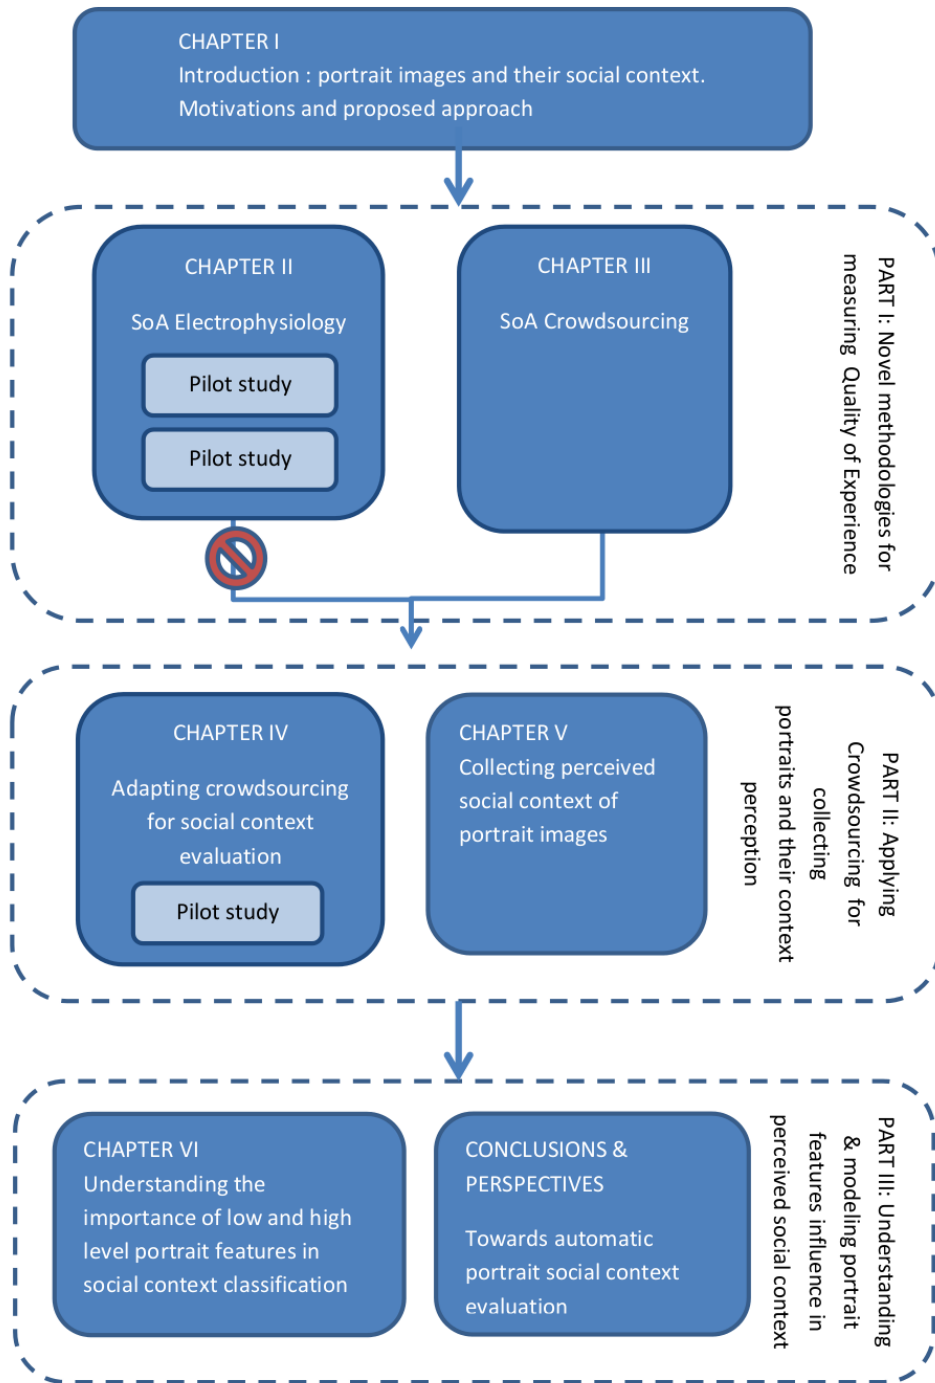 CHAPTER I
Introduction : portrait images and their social context.
Motivations and proposed approach
CHAPTER II
SoA Electrophysiology
Pilot study
Pilot study
CHAPTER III
SoA Crowdsourcing
PART I: Novel methodologies for
measuring Quality of Experience
CHAPTER IV
Adapting crowdsourcing
for social context
evaluation
Pilot study
CHAPTER V
Collecting perceived
social context of
portrait images
PART II: Applying
Crowdsourcing for
collecting
portraits and their context
perception
CHAPTER VI
Understanding the
importance of low and high
level portrait features in
social context classification
CONCLUSIONS &
PERSPECTIVES
Towards automatic
portrait social context
evaluation
PART III: Understanding
& modeling portrait
features influence in
perceived social context